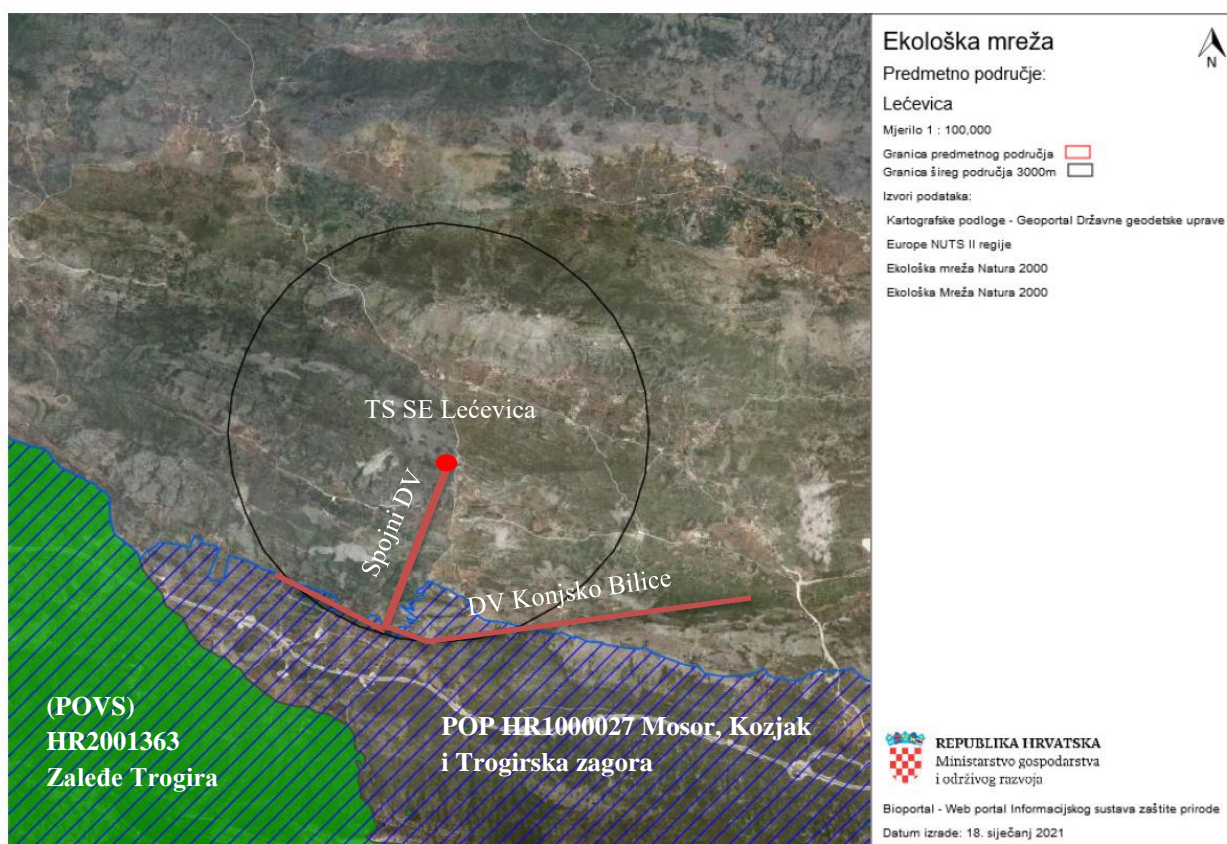 TS SE Lećevica
Spojni DV
DV Konjsko Bilice
(POVS)
HR2001363
Zaleđe Trogira
POP HR1000027 Mosor, Kozjak
i Trogirska zagora
Ekološka mreža
N
Predmetno područje:
Lećevica
Mjerilo 1 : 100,000
Granica predmetnog područja
Granica šireg područja 3000m
Izvori podataka:
Kartografske podloge - Geoportal Državne geodetske uprave
Europe NUTS II regije
Ekološka mreža Natura 2000
Ekološka Mreža Natura 2000
REPUBLIKA HRVATSKA
Ministarstvo gospodarstva
i održivog razvoja
Bioportal - Web portal Informacijskog sustava zaštite prirode
Datum izrade: 18. siječanj 2021